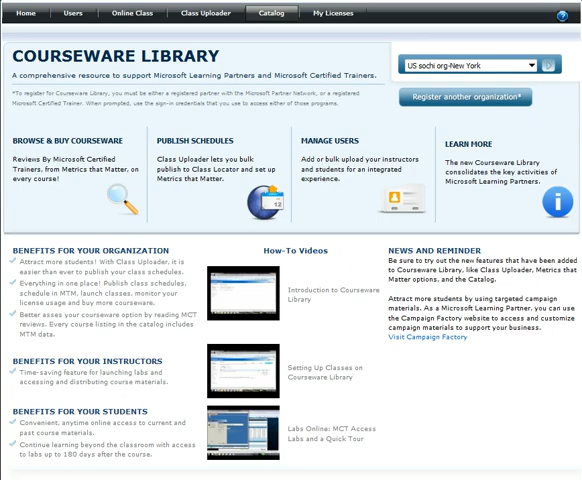 Home Users Online Class Class Uploader Catalog My Licenses
COURSEWARE LIBRARY
A comprehensive resource to support Microsoft Learning Partners and Microsoft Certified Trainers.
*To register for Courseware Library, you must be either a registered partner with the Microsoft Partner Network, or a registered
Microsoft Certified Trainer. When prompted, use the sign-in credentials that you use to access either of those programs.
US sochi org-New York
Register another organization*
BROWSE & BUY COURSEWARE
Reviews By Microsoft Certified
Trainers, from Metrics that Matter, on
every course!
PUBLISH SCHEDULES
Class Uploader lets you bulk
publish to Class Locator and set up
Metrics that Matter.
MANAGE USERS
Add or bulk upload your instructors
and students for an integrated
experience.
LEARN MORE
The new Courseware Library
consolidates the key activities of
Microsoft Learning Partners.
BENEFITS FOR YOUR ORGANIZATION
Attract more students! With Class Uploader, it is
easier than ever to publish your class schedules.
Everything in one place! Publish class schedules,
schedule in MTM, launch classes, monitor your
license usage and buy more courseware.
Better asses your courseware option by reading MCT
reviews. Every course listing in the catalog includes
MTM data.
BENEFITS FOR YOUR INSTRUCTORS
Time-saving feature for launching labs and
accessing and distributing course materials.
BENEFITS FOR YOUR STUDENTS
Convenient, anytime online access to current and
past course materials.
Continue learning beyond the classroom with access
to labs up to 180 days after the course.
How-To Videos
Introduction to Courseware
Library
Setting Up Classes on
Courseware Library
Labs Online: MCT Access
Labs and a Quick Tour
NEWS AND REMINDER
Be sure to try out the new features that have been added
to Courseware Library, like Class Uploader, Metrics that
Matter options, and the Catalog.
Attract more students by using targeted campaign
materials. As a Microsoft Learning Partner, you can use
the Campaign Factory website to access and customize
campaign materials to support your business.
Visit Campaign Factory